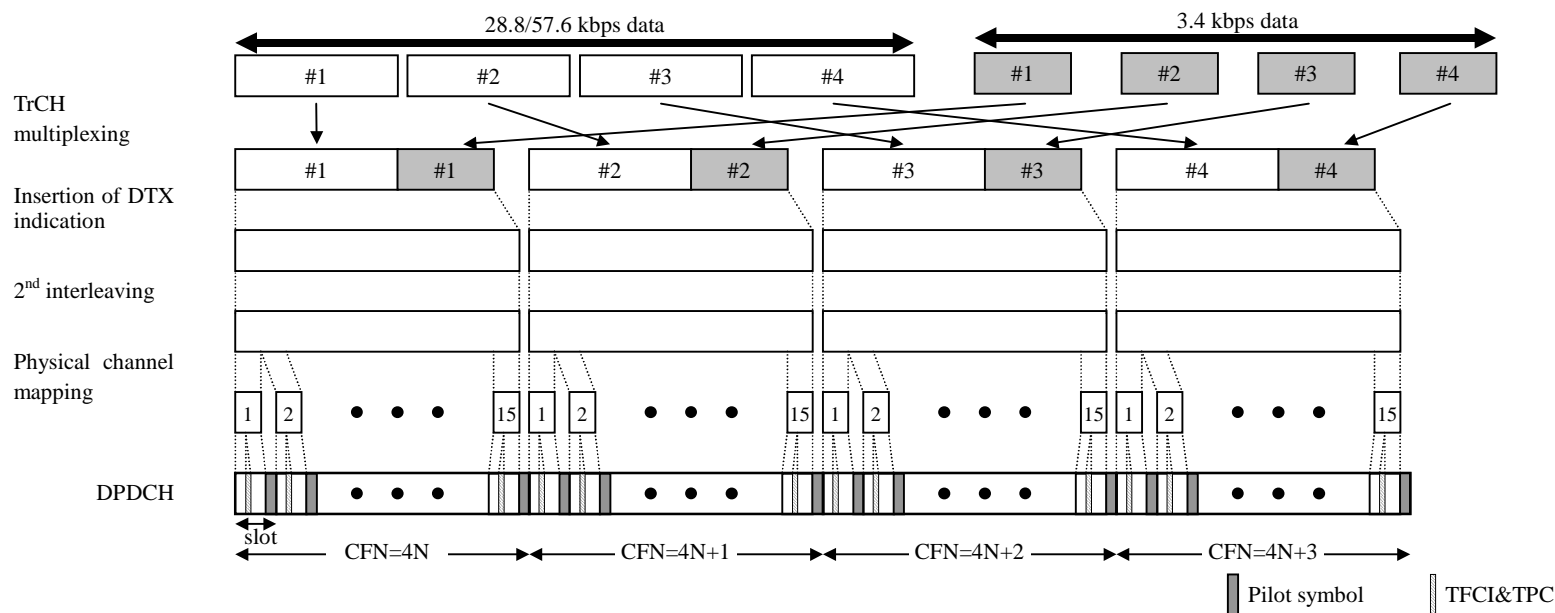 28.8/57.6 kbps data
3.4 kbps data
#1 #2 #3 #4 #1 #2 #3 #4
TrCH
multiplexing
#1 #1 #2 #2 #3 #3 #4 #4
Insertion of DTX
indication
2nd interleaving
Physical channel
mapping
1 2 15 1 2 15 1 2 15 1 2 15
DPDCH
slot
CFN=4N CFN=4N+1 CFN=4N+2 CFN=4N+3
Pilot symbol TFCI&TPC